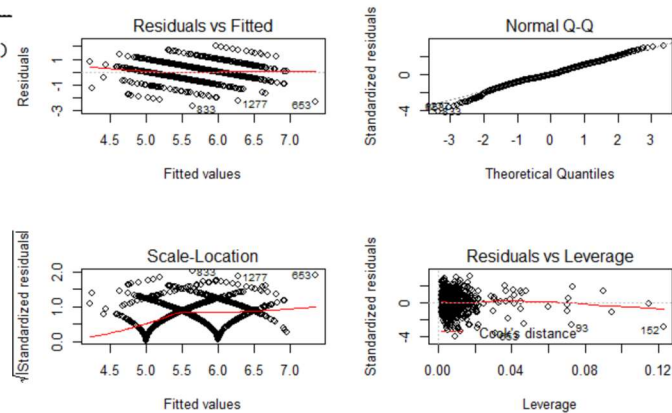 )
Residuals vs Fitted
Residuals
1
-1
-3
833
1277
653
4.5 5.0 5.5 6.0 6.5 7.0
Fitted values
Normal Q-Q
Standardized residuals
0
-4
833
-3 -2 -1 0 1 2 3
Theoretical Quantiles
Scale-Location
√|Standardized residuals|
2.0
1.0
0.0
833
1277
653
4.5 5.0 5.5 6.0 6.5 7.0
Fitted values
Residuals vs Leverage
Standardized residuals
0
-4
Cook's distance
93
152
653
0.00 0.04 0.08 0.12
Leverage